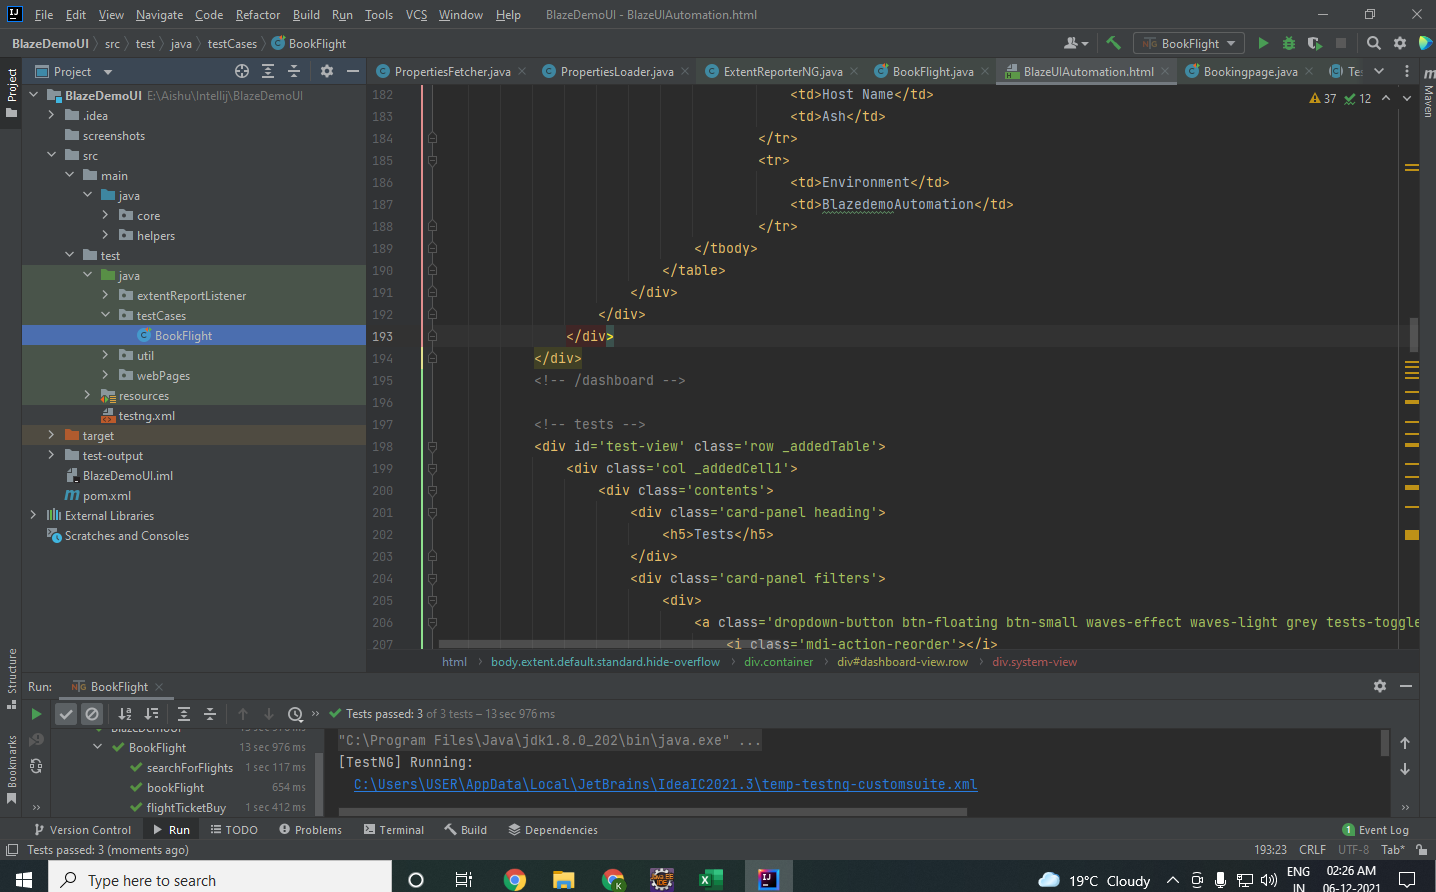 File Edit View Navigate Code Refactor Build Run Tools VCS Window Help BlazeDemoUI - BlazeUIAutomation.html
BlazeDemoUI src test java testCases BookFlight
BookFlight
Project
PropertiesFetcher.java PropertiesLoader.java ExtentReporterNG.java BookFlight.java BlazeUIAutomation.html Bookingpage.java
Project
Maven
Structure
Bookmarks
BlazeDemoUI E:\Aishu\Intellij\BlazeDemoUI
.idea
screenshots
src
main
java
core
helpers
test
java
extentReportListener
testCases
BookFlight
util
webPages
resources
testng.xml
target
test-output
BlazeDemoUI.iml
pom.xml
External Libraries
Scratches and Consoles
37 12
182 <td>Host Name</td>
183 <td>Ash</td>
184 </tr>
185 <tr>
186 <td>Environment</td>
187 <td>BlazedemoAutomation</td>
188 </tr>
189 </tbody>
190 </table>
191 </div>
192 </div>
193 </div>
194 </div>
195 <!-- /dashboard -->
196
197 <!-- tests -->
198 <div id='test-view' class='row _addedTable'>
199 <div class='col _addedCell1'>
200 <div class='contents'>
201 <div class='card-panel heading'>
202 <h5>Tests</h5>
203 </div>
204 <div class='card-panel filters'>
205 <div>
206 <a class='dropdown-button btn-floating btn-small waves-effect waves-light grey tests-toggle
207 <i class='mdi-action-reorder'></i>
html body.extent.default.standard.hide-overflow div.container div#dashboard-view.row div.system-view
Run: BookFlight
Tests passed: 3 of 3 tests – 13 sec 976 ms
BlazeDemoUI 13 sec 976 ms
BookFlight 13 sec 976 ms
searchForFlights 1 sec 117 ms
bookFlight 654 ms
flightTicketBuy 1 sec 412 ms
"C:\Program Files\Java\jdk1.8.0_202\bin\java.exe" ...
[TestNG] Running:
C:\Users\USER\AppData\Local\JetBrains\IdeaIC2021.3\temp-testng-customsuite.xml
Version Control Run TODO Problems Terminal Build Dependencies 1 Event Log
Tests passed: 3 (moments ago) 193:23 CRLF UTF-8 Tab*
Type here to search
19°C Cloudy
ENG
IN
02:26 AM
06-12-2021